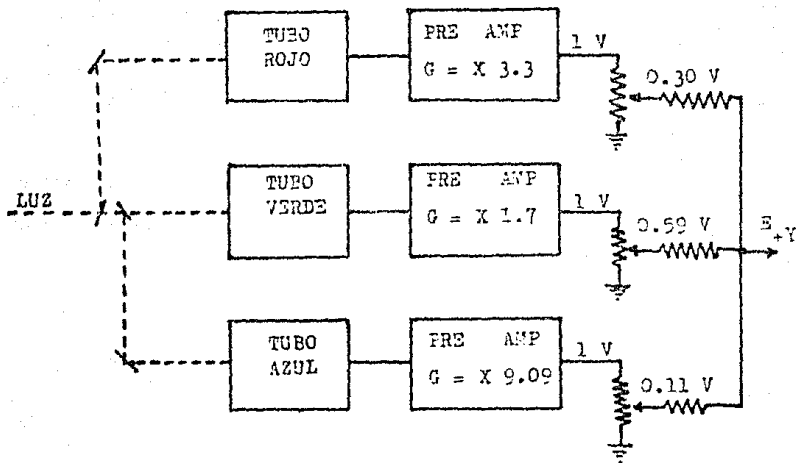 TUBO
ROJO
PRE AMP
G = X 3.3
1 V
0.30 V
LUZ
TUBO
VERDE
PRE AMP
G = X 1.7
1 V
0.59 V
E+Y
TUBO
AZUL
PRE AMP
G = X 9.09
1 V
0.11 V